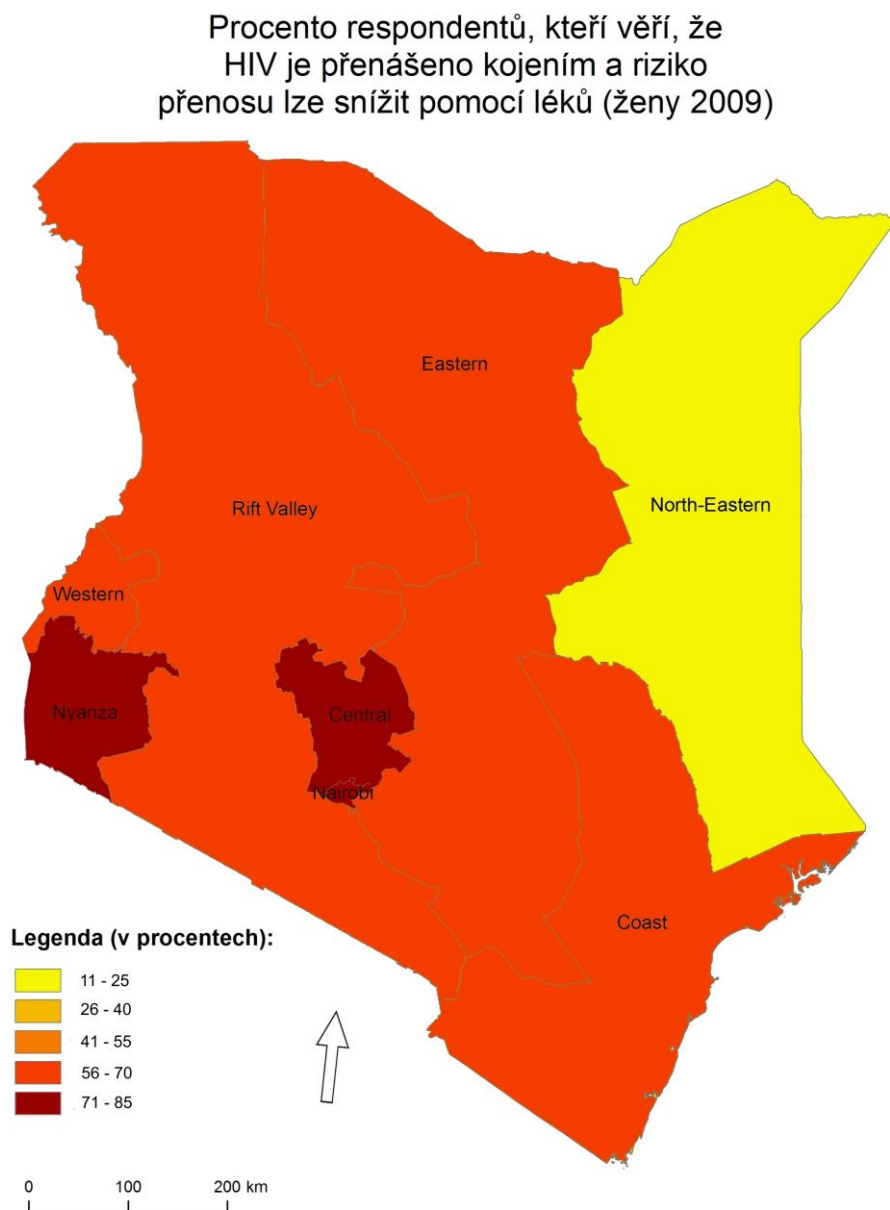 Procento respondentů, kteří věří, že
HIV je přenášeno kojením a riziko
přenosu lze snížit pomocí léků (ženy 2009)
Eastern
North-Eastern
Rift Valley
Western
Nyanza
Central
Nairobi
Coast
Legenda (v procentech):
11 - 25
26 - 40
41 - 55
56 - 70
71 - 85
0 100 200 km